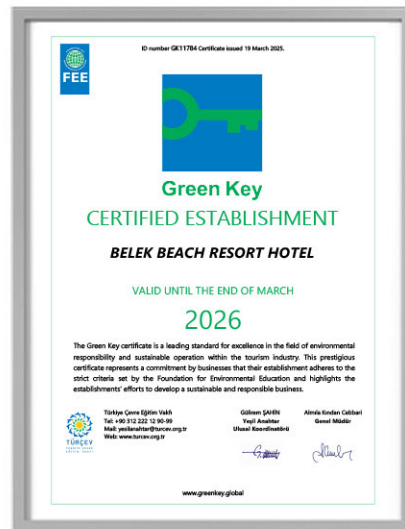 ID number GK11784 Certificate issued 19 March 2025.
FEE
Green Key
CERTIFIED ESTABLISHMENT
BELEK BEACH RESORT HOTEL
VALID UNTIL THE END OF MARCH
2026
The Green Key certificate is a leading standard for excellence in the field of environmental
responsibility and sustainable operation within the tourism industry. This prestigious
certificate represents a commitment by businesses that their establishment adheres to the
strict criteria set by the Foundation for Environmental Education and highlights the
establishments' efforts to develop a sustainable and responsible business.
TÜRÇEV
Türkiye Çevre Eğitim Vakfı
Tel: +90 312 222 12 90-99
Mail: yesilanahtar@turcev.org.tr
Web: www.turcev.org.tr
Gülizem ŞAHİN
Yeşil Anahtar
Ulusal Koordinatörü
Almıla Kından Cebbari
Genel Müdür
www.greenkey.global